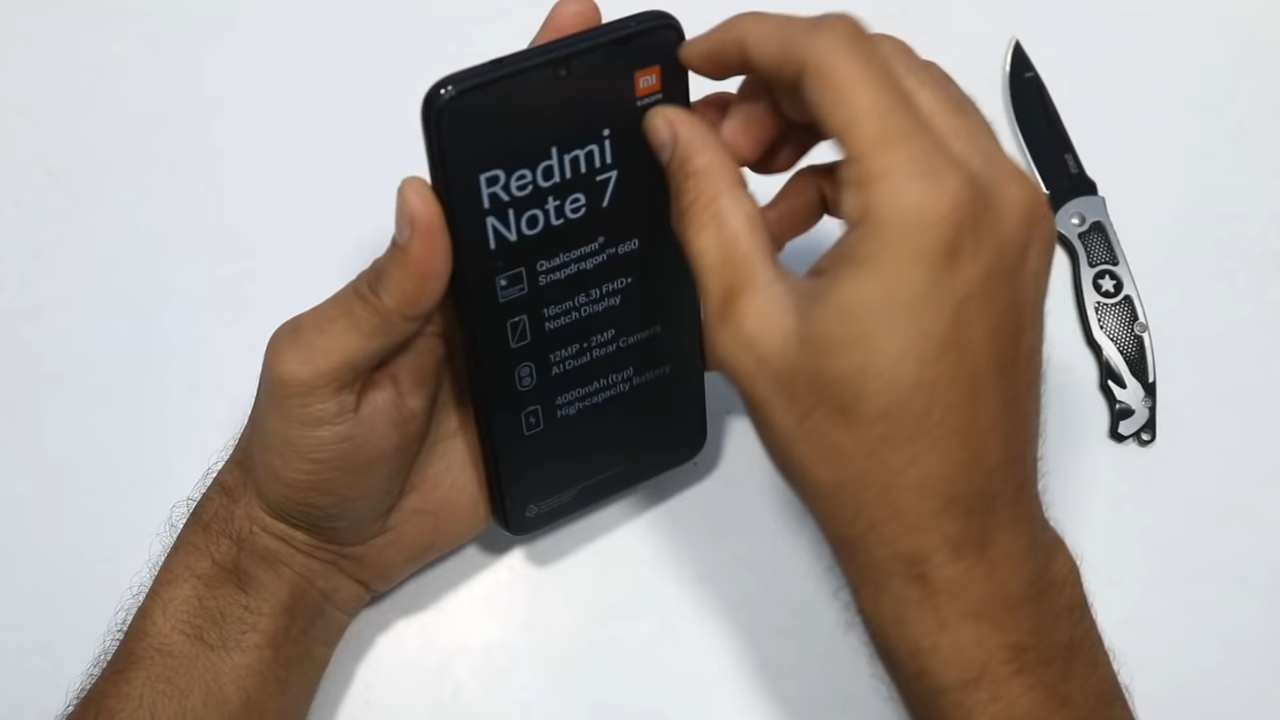 mi
Redmi
Note 7
Qualcomm®
Snapdragon™ 660
16cm (6.3) FHD+
Notch Display
12MP + 2MP
AI Dual Rear Camera
4000mAh (typ)
High-capacity Battery